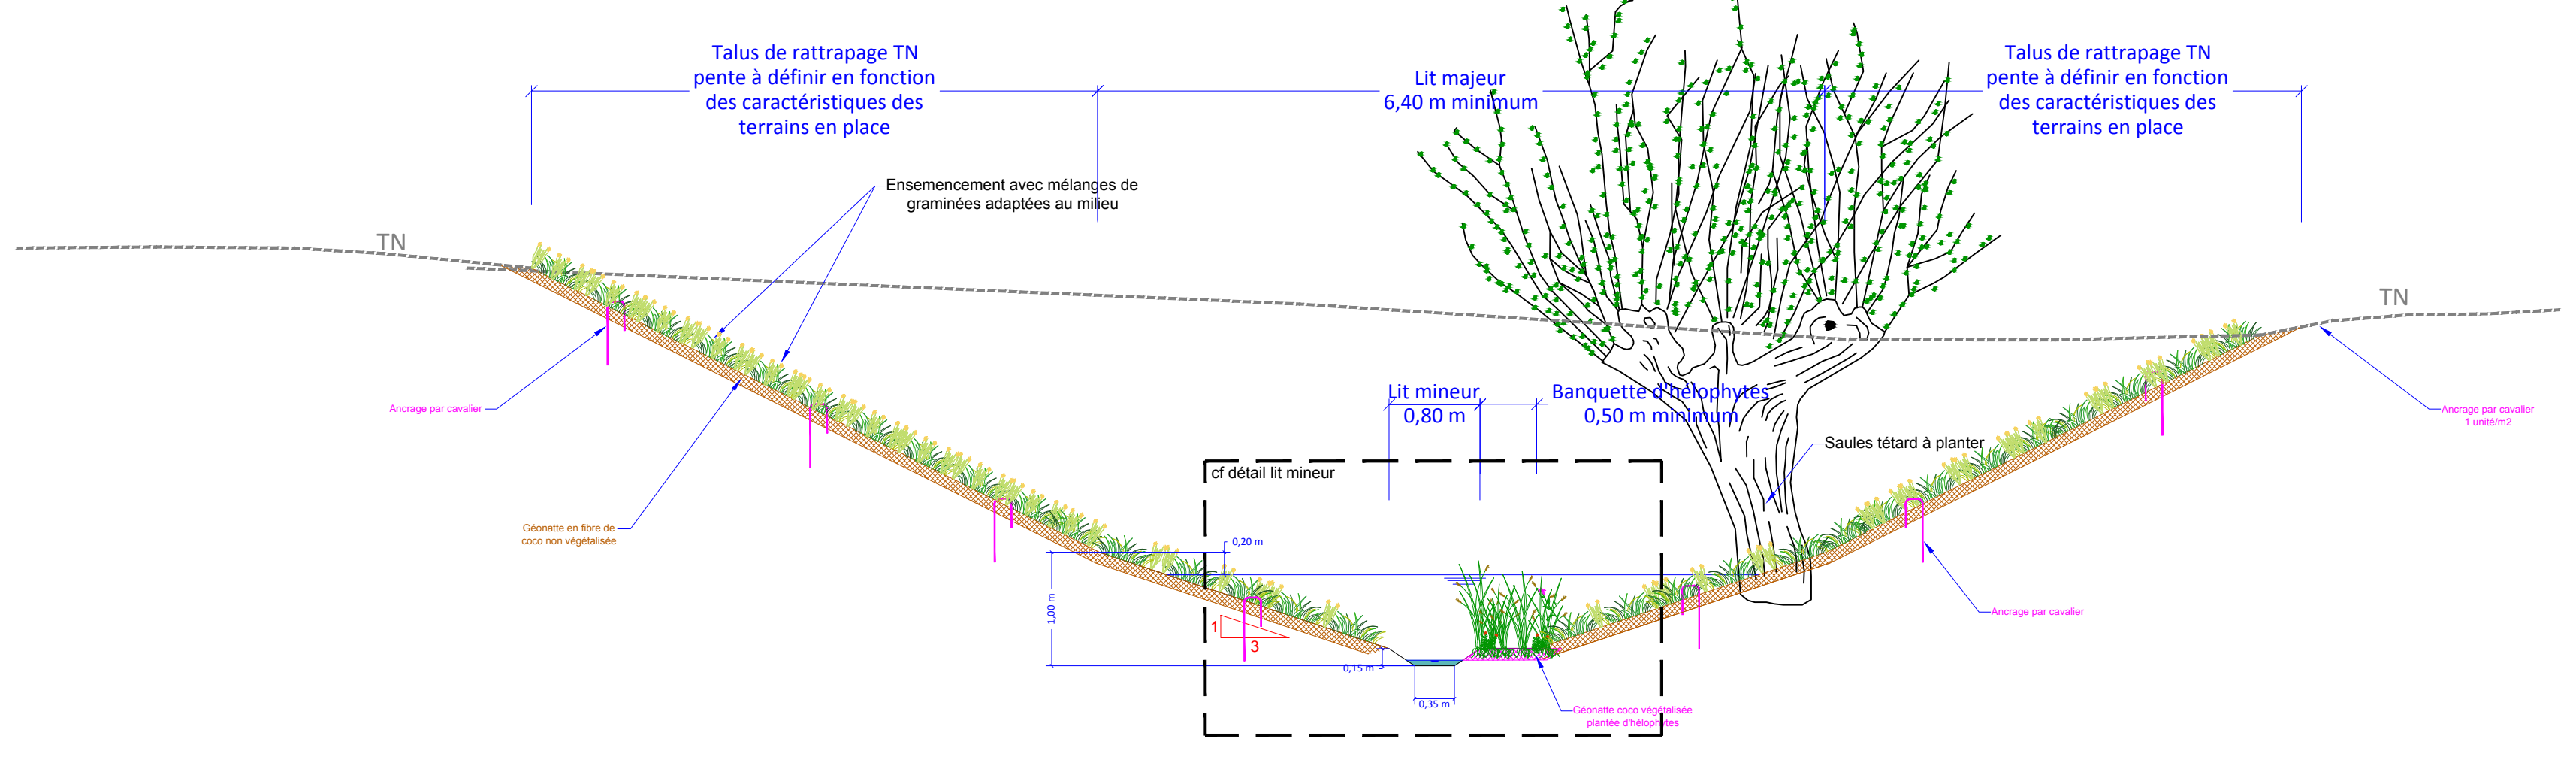 Talus de rattrapage TN
pente à définir en fonction
des caractéristiques des
terrains en place
Lit majeur
6,40 m minimum
Talus de rattrapage TN
pente à définir en fonction
des caractéristiques des
terrains en place
Ensemencement avec mélanges de
graminées adaptées au milieu
TN
TN
Ancrage par cavalier
Lit mineur
0,80 m
Banquette d'hélophytes
0,50 m minimum
Ancrage par cavalier
1 unité/m2
Saules tétard à planter
cf détail lit mineur
Géonatte en fibre de
coco non végétalisée
0,20 m
1,00 m
1
3
0,15 m
0,35 m
Ancrage par cavalier
Géonatte coco végétalisée
plantée d'hélophytes